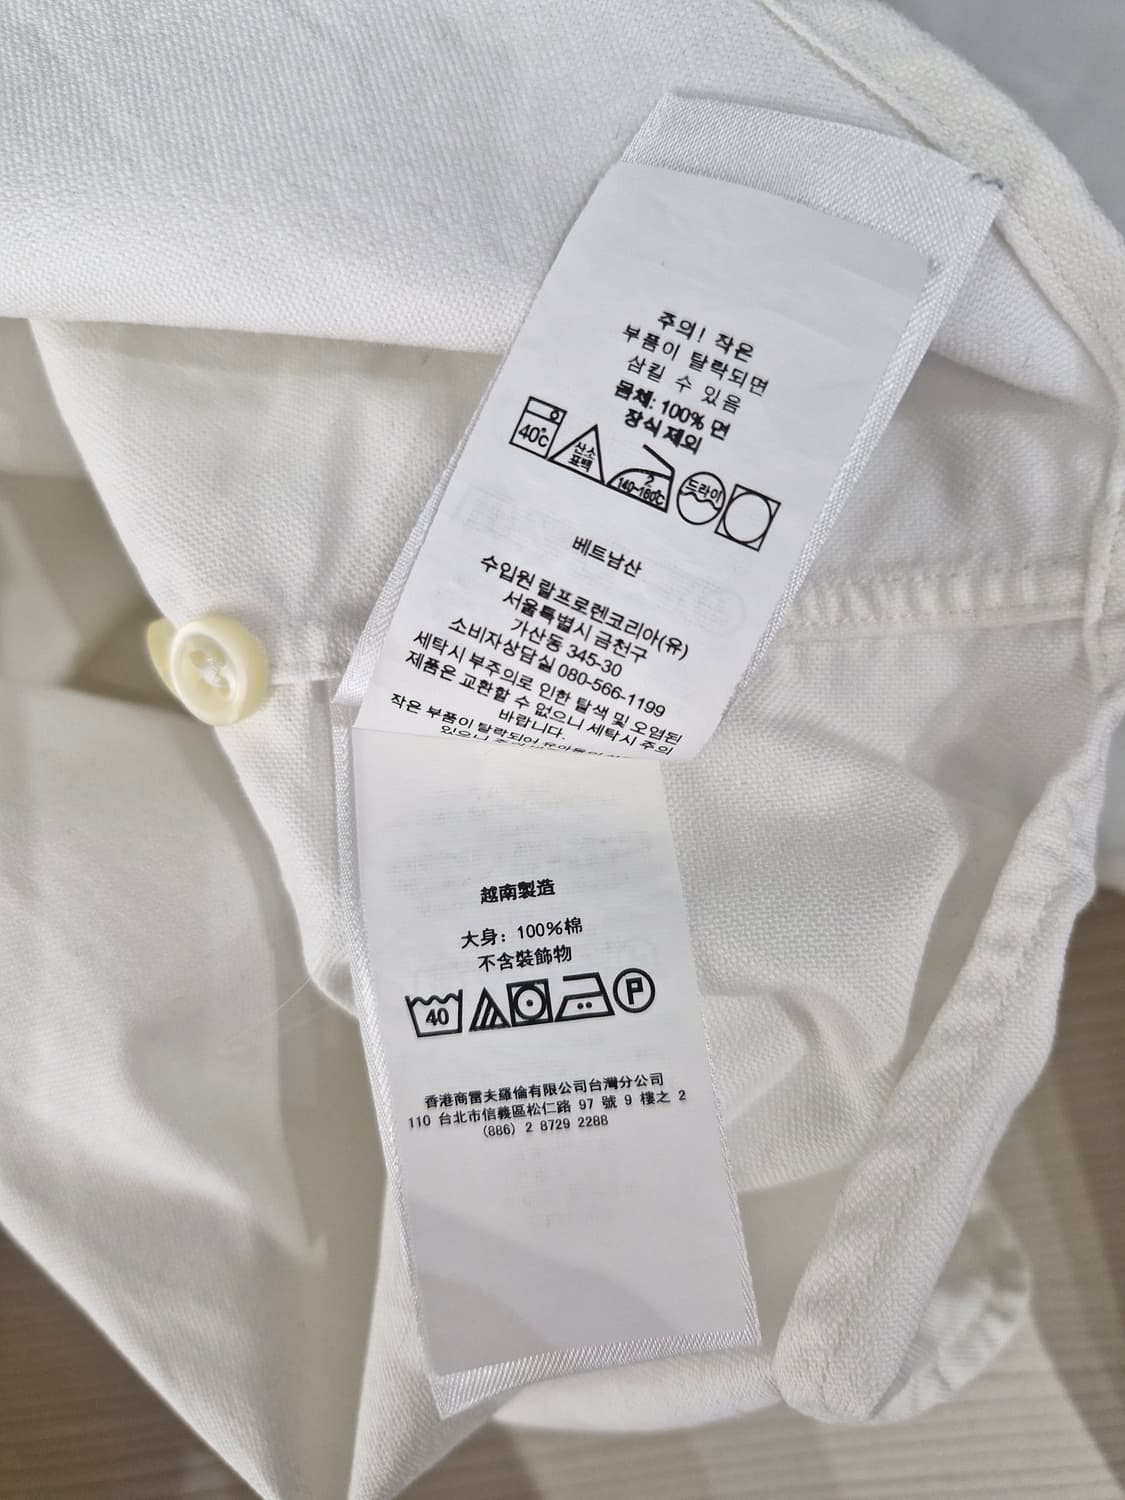 주의! 작은
부품이 탈락되면
삼킬 수 있음
몸체: 100% 면
장식 제외
40℃
산소
표백
2
140~160℃
드라이
베트남산
수입원 랄프로렌코리아(유)
서울특별시 금천구
가산동 345-30
소비자상담실 080-566-1199
세탁시 부주의로 인한 탈색 및 오염된
제품은 교환할 수 없으니 세탁시 주의
바랍니다.
작은 부품이 탈락되어
越南製造
大身: 100%棉
不含裝飾物
40
P
香港商雷夫羅倫有限公司台灣分公司
110 台北市信義區松仁路 97 號 9 樓之 2
(886) 2 8729 2288